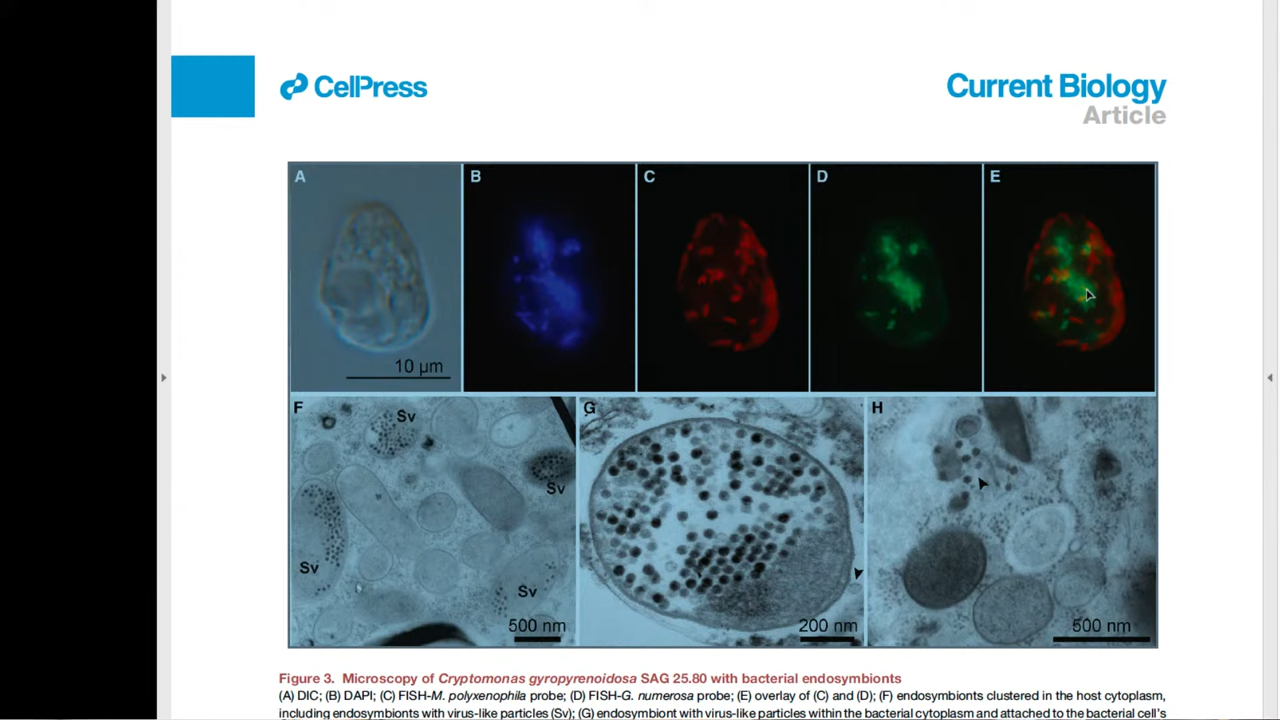 CellPress
Current Biology
Article
A
B
C
D
E
10 µm
F
Sv
Sv
Sv
Sv
500 nm
G
200 nm
H
500 nm
Figure 3. Microscopy of Cryptomonas gyropyrenoidosa SAG 25.80 with bacterial endosymbionts
(A) DIC; (B) DAPI; (C) FISH-M. polyxenophila probe; (D) FISH-G. numerosa probe; (E) overlay of (C) and (D); (F) endosymbionts clustered in the host cytoplasm,
including endosymbionts with virus-like particles (Sv); (G) endosymbiont with virus-like particles within the bacterial cytoplasm and attached to the bacterial cell's